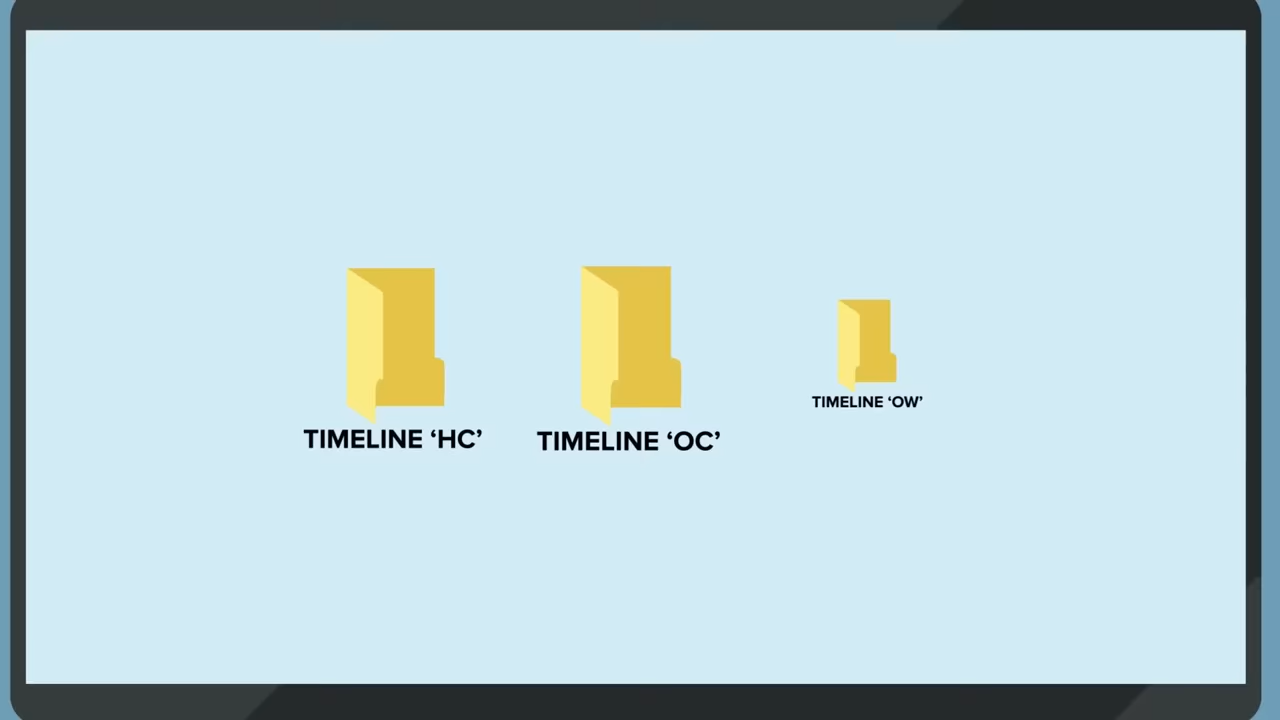 TIMELINE ‘HC’
TIMELINE ‘OC’
TIMELINE ‘OW’